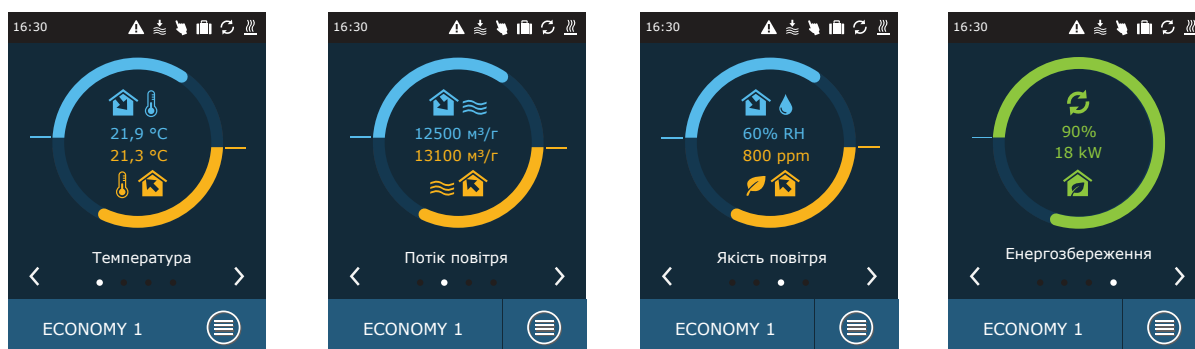 16:30
21,9 °C
21,3 °C
Температура
ECONOMY 1
16:30
12500 м³/г
13100 м³/г
Потік повітря
ECONOMY 1
16:30
60% RH
800 ppm
Якість повітря
ECONOMY 1
16:30
90%
18 kW
Енергозбереження
ECONOMY 1